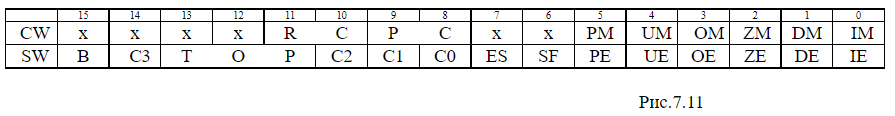 15 14 13 12 11 10 9 8 7 6 5 4 3 2 1 0
CW x x x x R C P C x x PM UM OM ZM DM IM
SW B C3 T O P C2 C1 C0 ES SF PE UE OE ZE DE IE
Рис.7.11